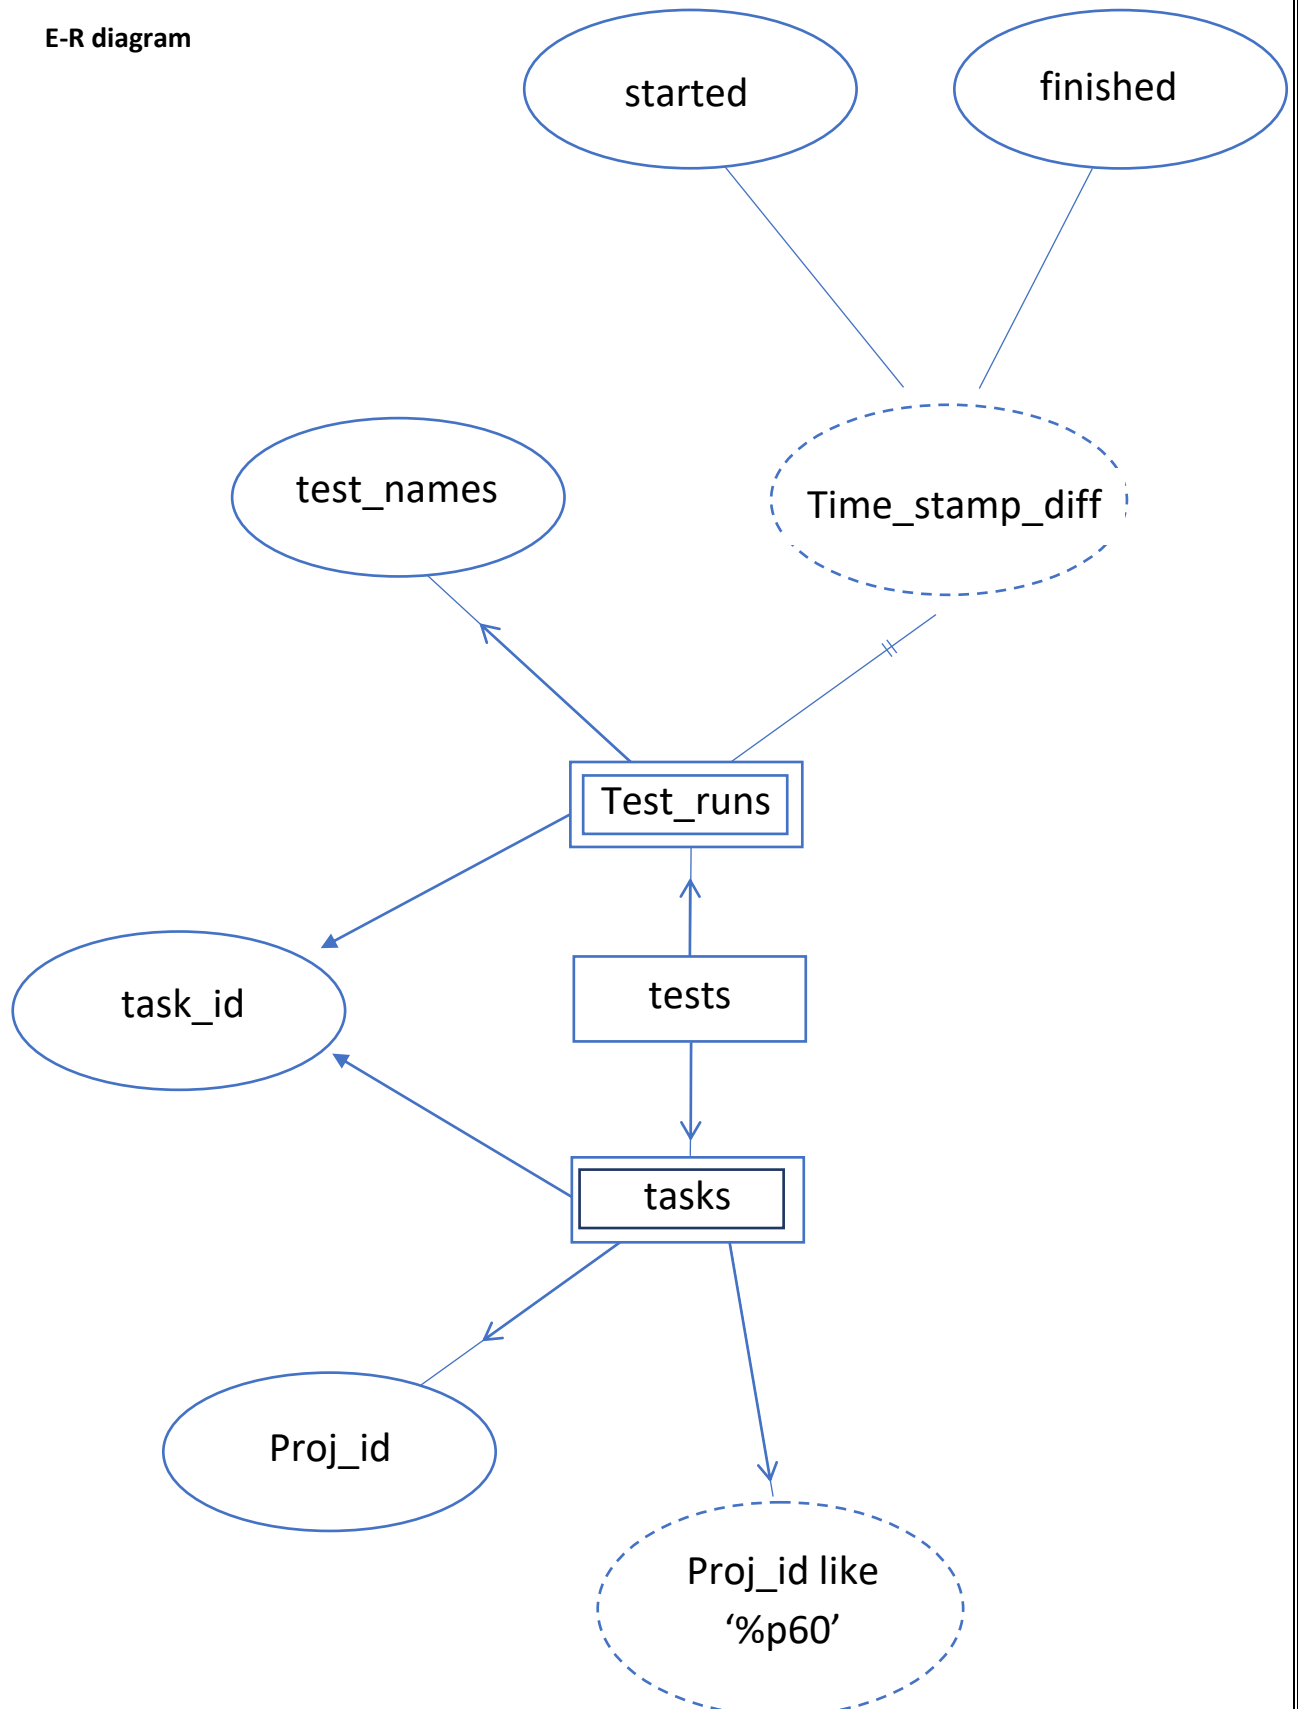 E-R diagram
started
finished
test_names
Time_stamp_diff
Test_runs
task_id
tests
tasks
Proj_id
Proj_id like
‘%p60’